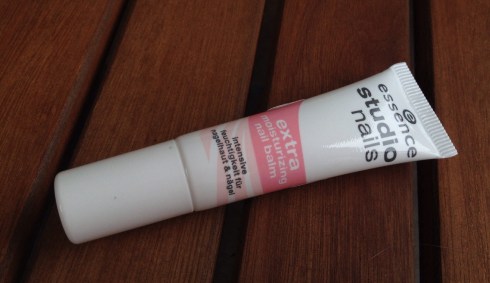 essence
studio
nails
extra
moisturizing
nail balm
intensive
feuchtigkeit für
nagelhaut & nägel